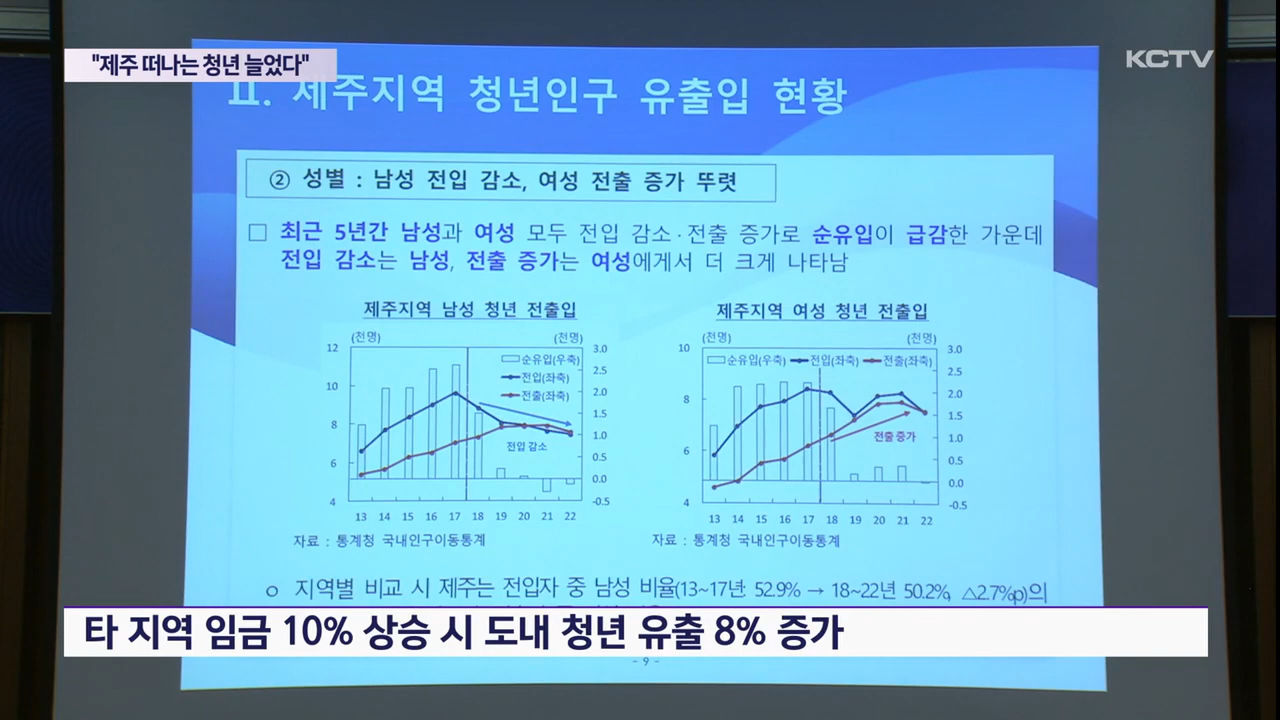 "제주 떠나는 청년 늘었다"
KCTV
Ⅱ. 제주지역 청년인구 유출입 현황
② 성별 : 남성 전입 감소, 여성 전출 증가 뚜렷
□ 최근 5년간 남성과 여성 모두 전입 감소·전출 증가로 순유입이 급감한 가운데
전입 감소는 남성, 전출 증가는 여성에게서 더 크게 나타남
제주지역 남성 청년 전출입
(천명) (천명)
순유입(우축)
전입(좌축)
전출(좌축)
12 10 8 6 4
3.0 2.5 2.0 1.5 1.0 0.5 0.0 -0.5
전입 감소
13 14 15 16 17 18 19 20 21 22
자료 : 통계청 국내인구이동통계
제주지역 여성 청년 전출입
(천명) (천명)
순유입(우축) 전입(좌축) 전출(좌축)
10 8 6 4
3.0 2.5 2.0 1.5 1.0 0.5 0.0 -0.5
전출 증가
13 14 15 16 17 18 19 20 21 22
자료 : 통계청 국내인구이동통계
ㅇ 지역별 비교 시 제주는 전입자 중 남성 비율(13~17년 52.9% → 18~22년 50.2%, △2.7%p)의
타 지역 임금 10% 상승 시 도내 청년 유출 8% 증가
- 9 -